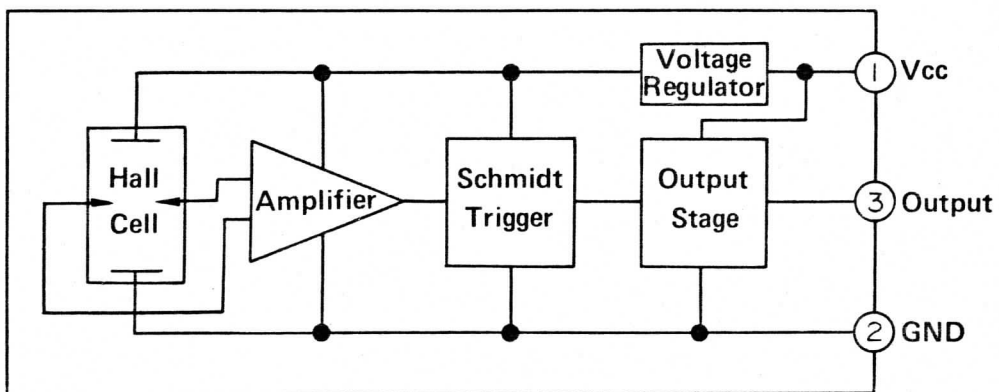 Voltage
Regulator
1
Vcc
Hall
Cell
Amplifier
Schmidt
Trigger
Output
Stage
3
Output
2
GND